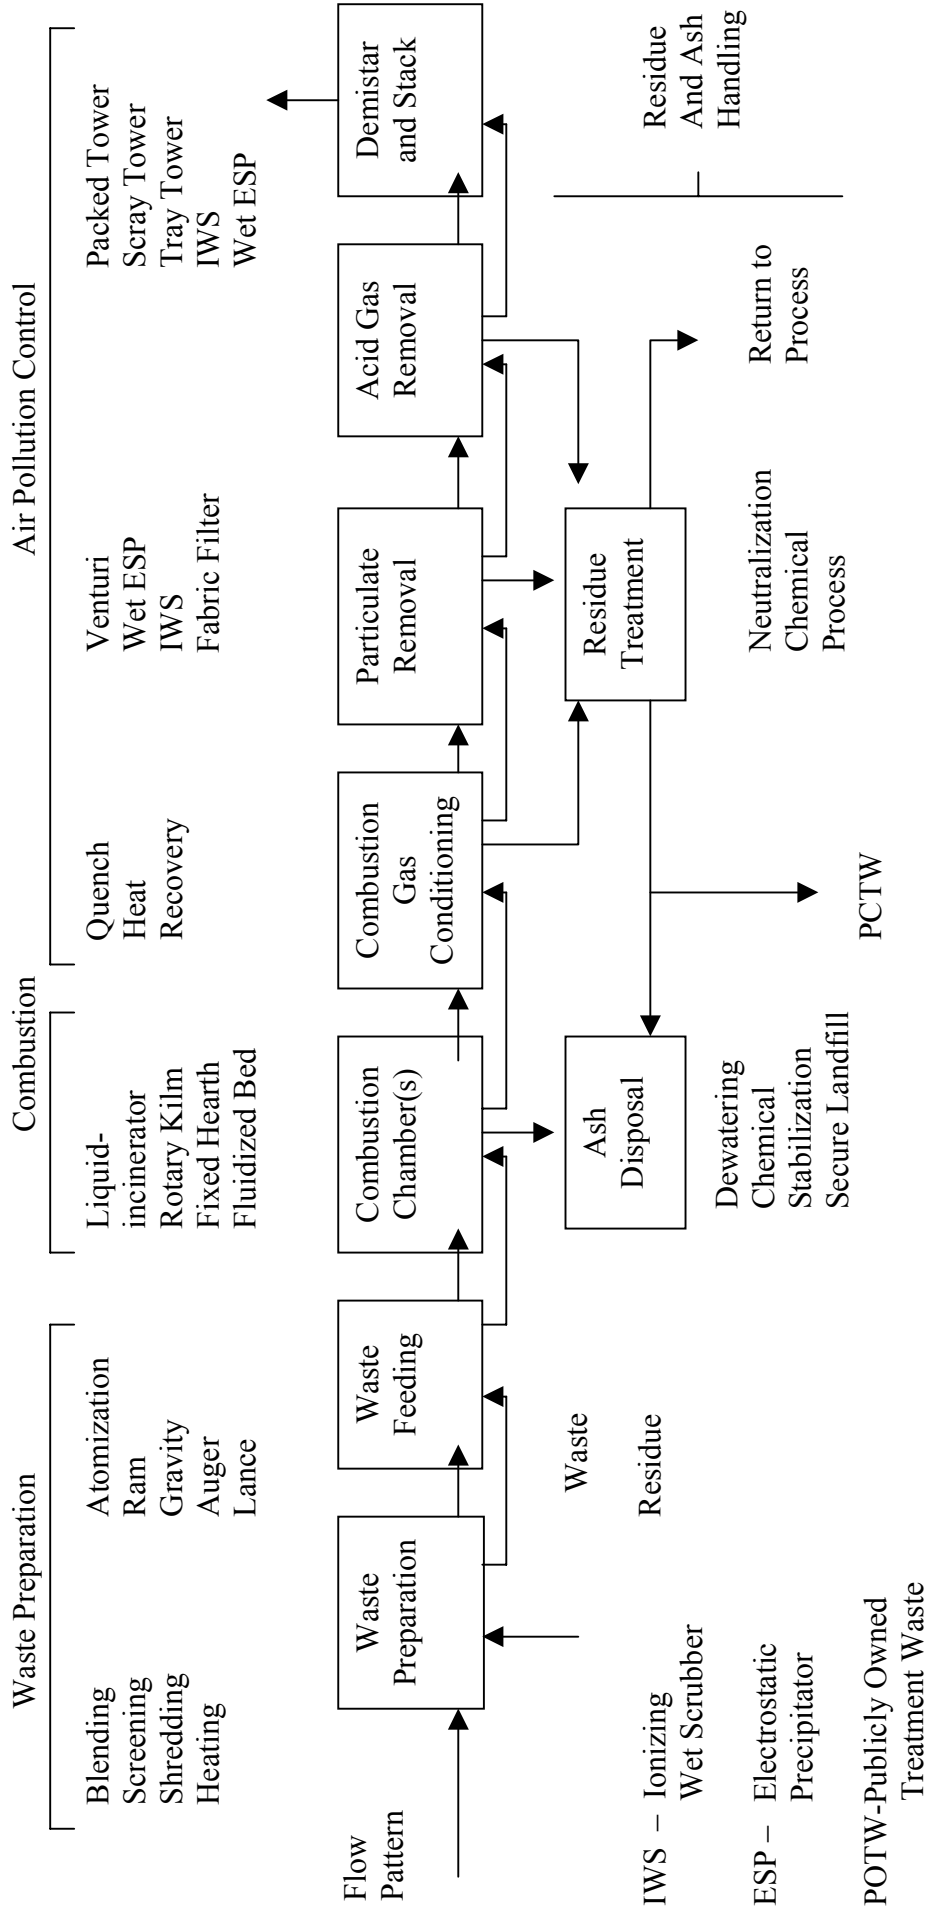 Waste Preparation
Combustion
Air Pollution Control
Blending
Screening
Shredding
Heating
Atomization
Ram
Gravity
Auger
Lance
Liquid-
incinerator
Rotary Kilm
Fixed Hearth
Fluidized Bed
Quench
Heat
Recovery
Venturi
Wet ESP
IWS
Fabric Filter
Packed Tower
Scray Tower
Tray Tower
IWS
Wet ESP
Flow
Pattern
Waste
Preparation
Waste
Feeding
Combustion
Chamber(s)
Combustion
Gas
Conditioning
Particulate
Removal
Acid Gas
Removal
Demistar
and Stack
Waste
Residue
Ash
Disposal
Residue
Treatment
Residue
And Ash
Handling
Dewatering
Chemical
Stabilization
Secure Landfill
PCTW
Neutralization
Chemical
Process
Return to
Process
IWS – Ionizing
Wet Scrubber
ESP – Electrostatic
Precipitator
POTW-Publicly Owned
Treatment Waste